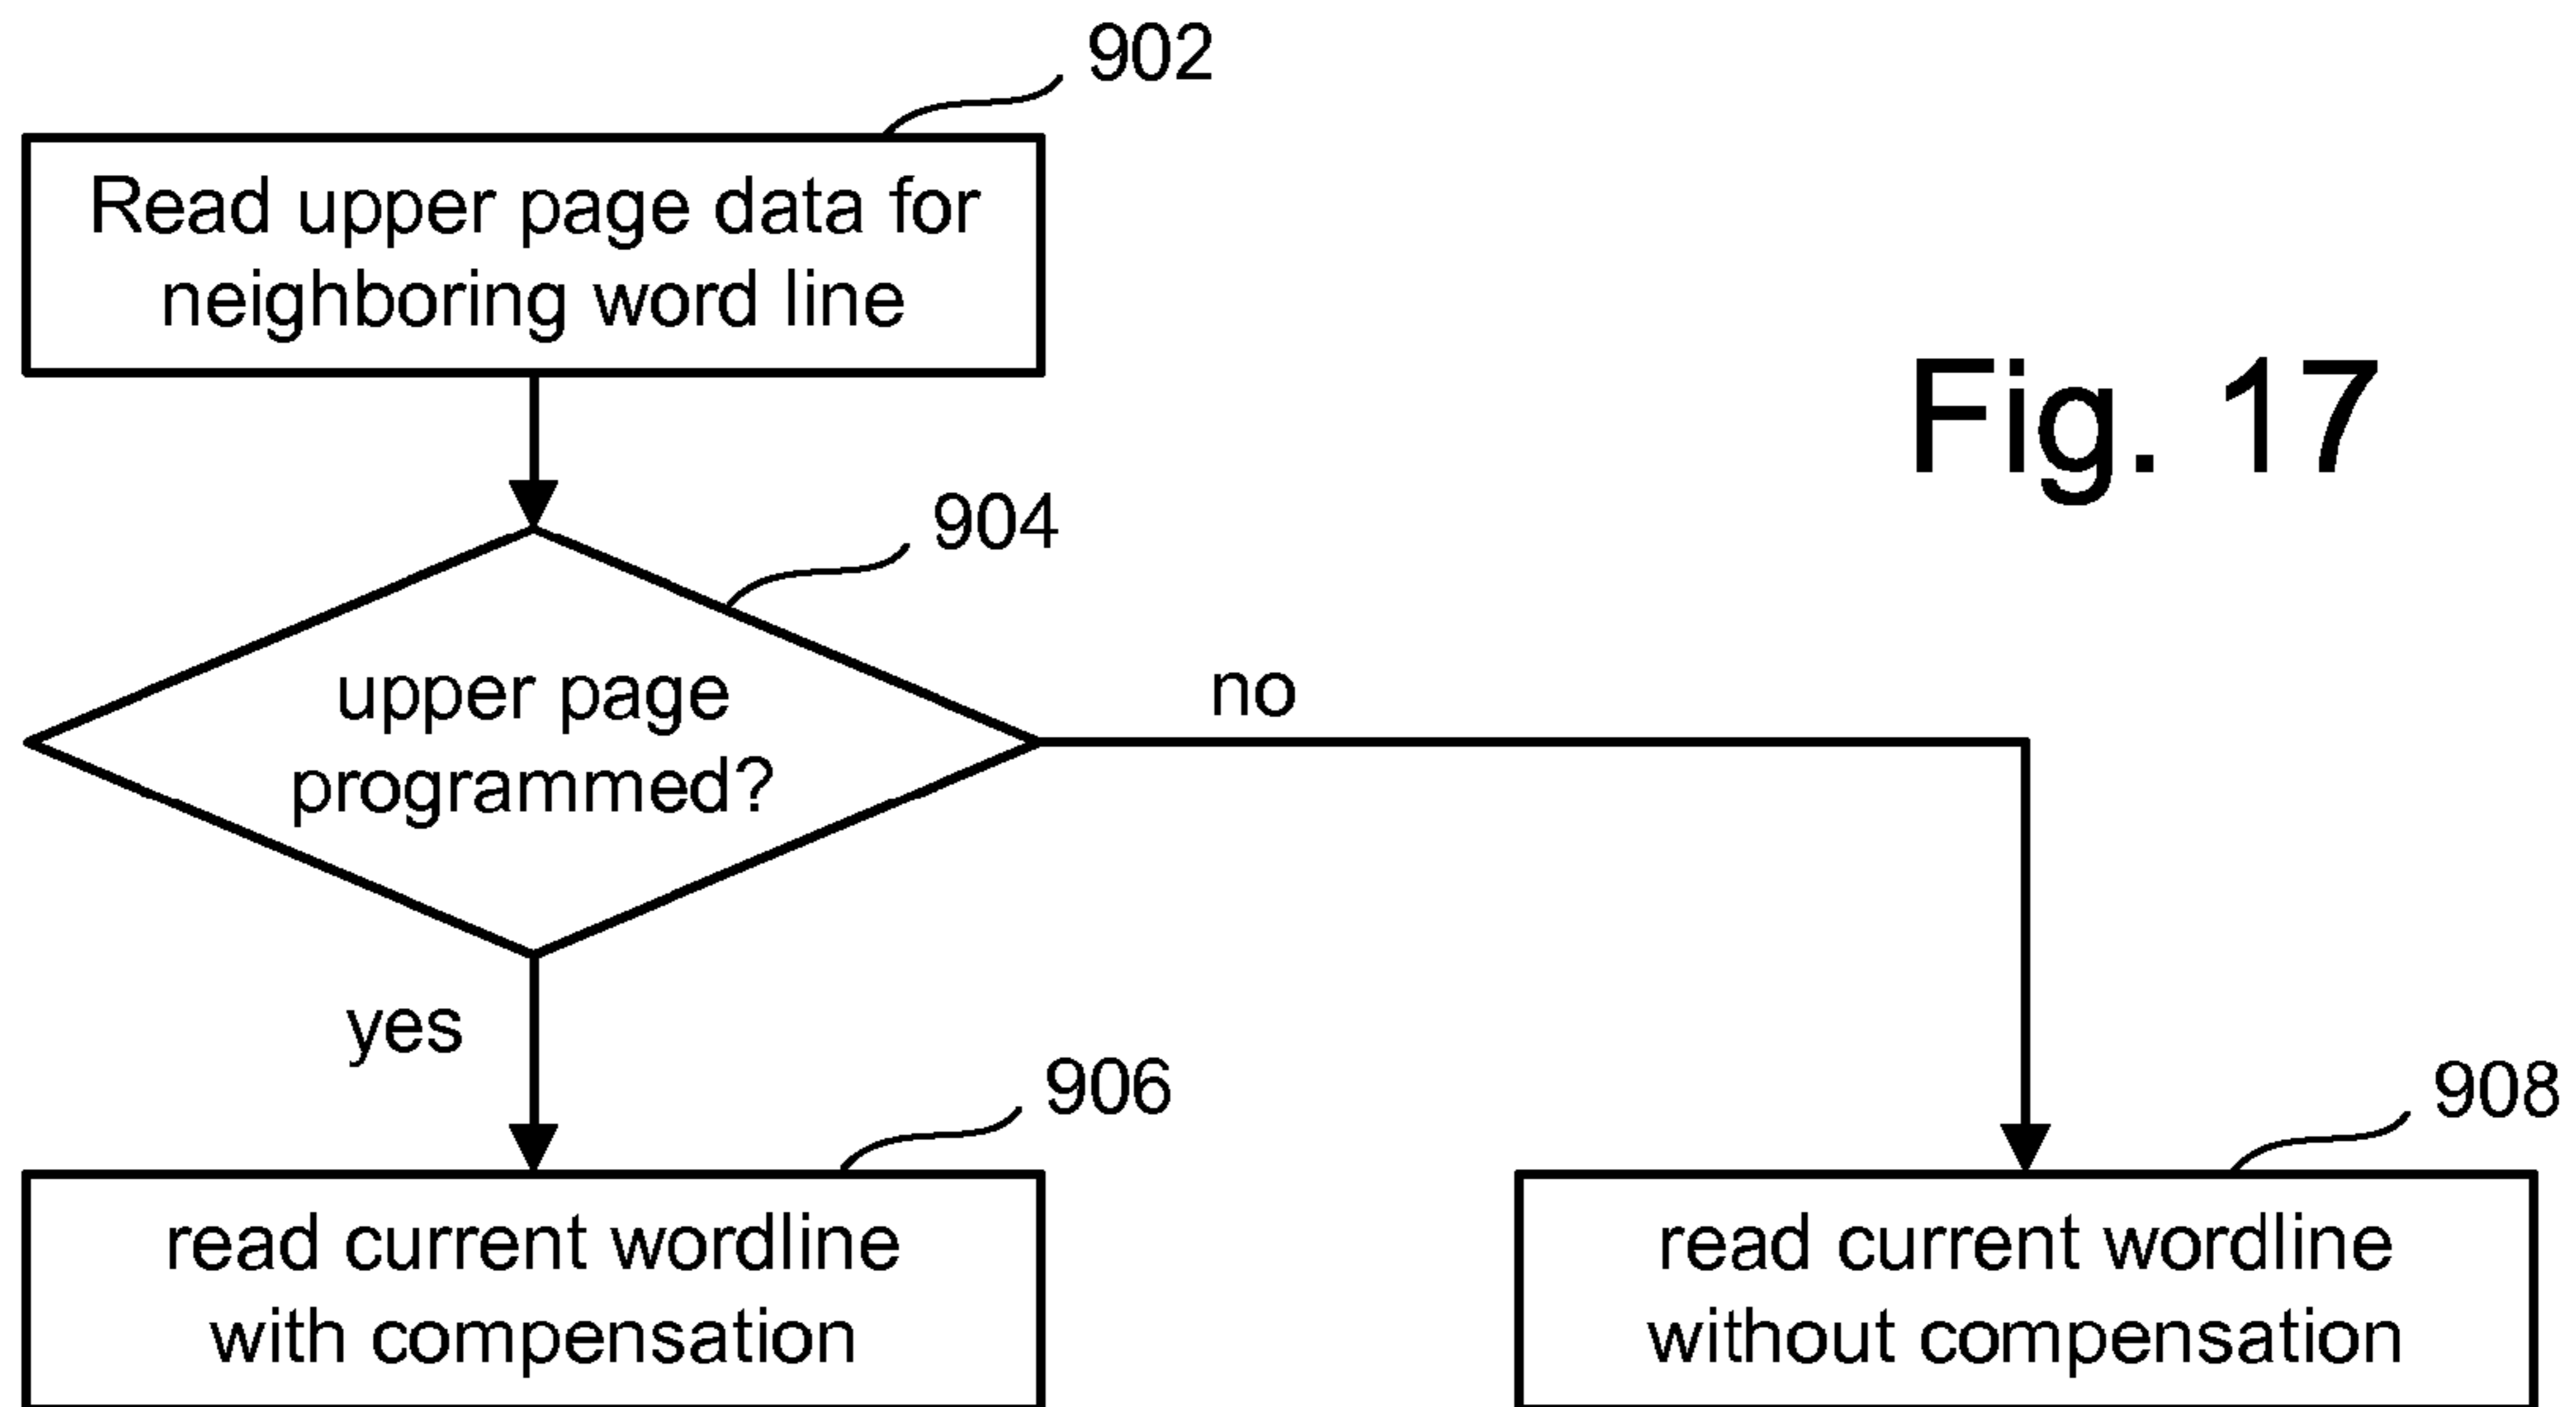 902
Read upper page data for
neighboring word line
Fig. 17
904
upper page
programmed?
no
yes
906
read current wordline
with compensation
908
read current wordline
without compensation